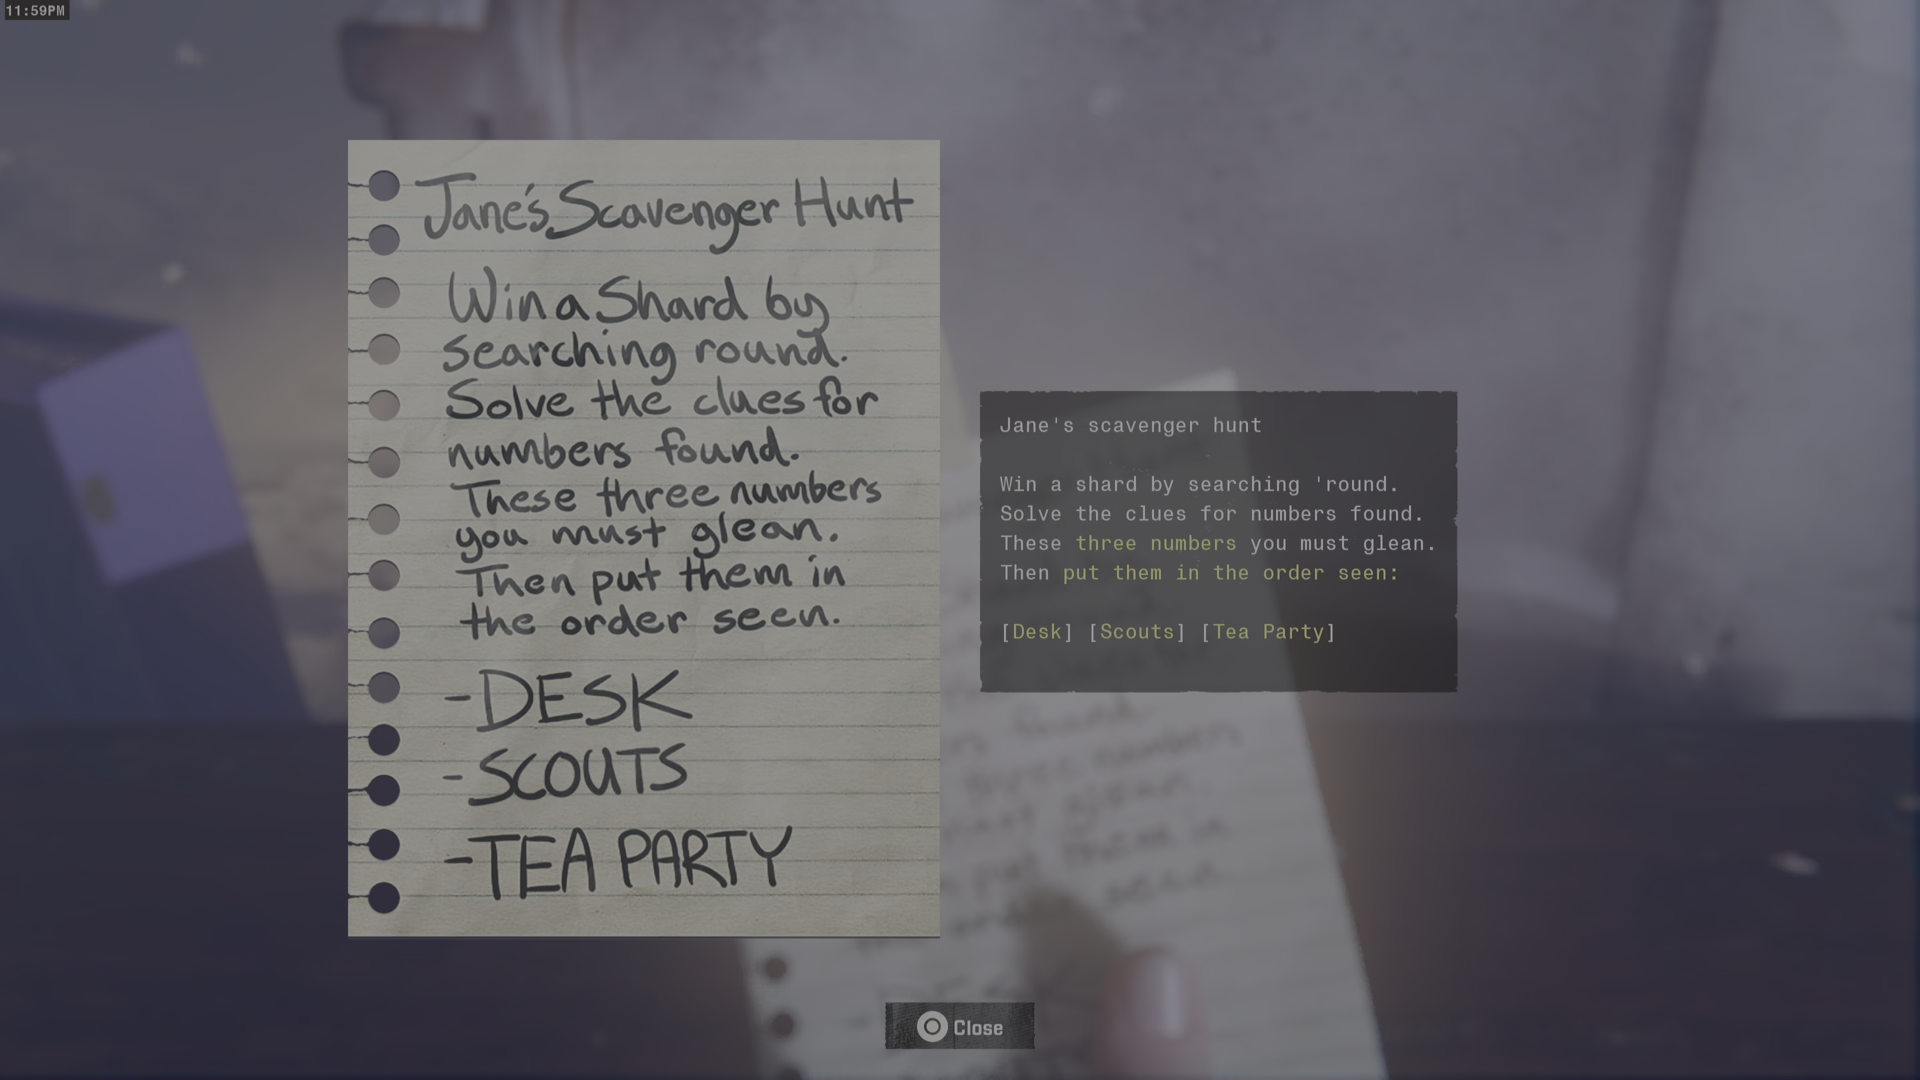 11:59PM
Jane's Scavenger Hunt
Win a Shard by
searching round.
Solve the clues for
numbers found.
These three numbers
you must glean.
Then put them in
the order seen.
-DESK
-SCOUTS
-TEA PARTY
Jane's scavenger hunt
Win a shard by searching 'round.
Solve the clues for numbers found.
These three numbers you must glean.
Then put them in the order seen:
[Desk] [Scouts] [Tea Party]
Close